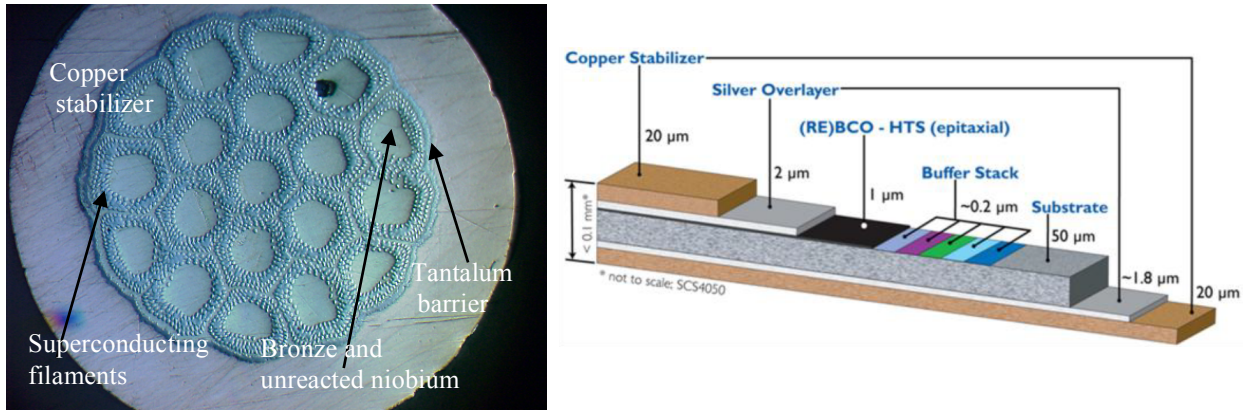 Copper
stabilizer
Superconducting
filaments
Bronze and
unreacted niobium
Tantalum
barrier
Copper Stabilizer
Silver Overlayer
(RE)BCO - HTS (epitaxial)
20 µm
2 µm
1 µm
Buffer Stack
~0.2 µm
Substrate
50 µm
< 0.1 mm*
* not to scale; SCS4050
~1.8 µm
20 µm